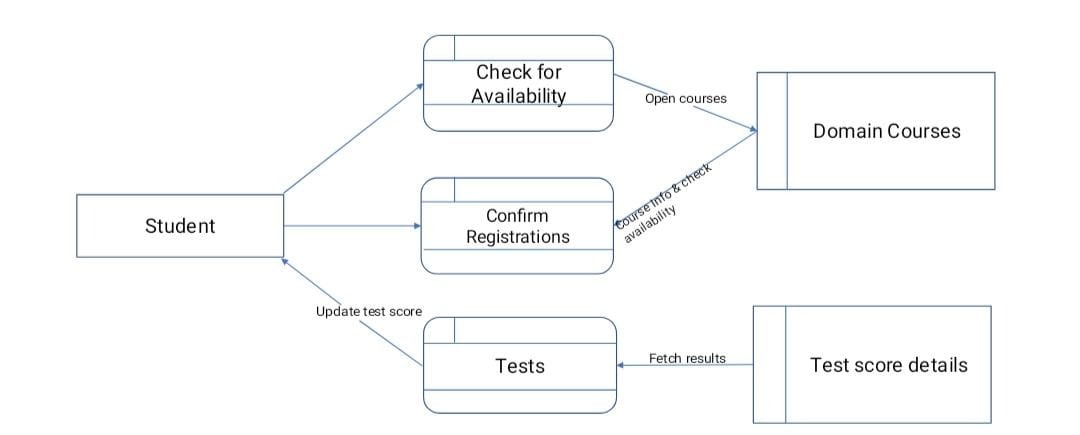 Check for
Availability
Open courses
Domain Courses
Course info & check
availability
Student
Confirm
Registrations
Update test score
Tests
Fetch results
Test score details